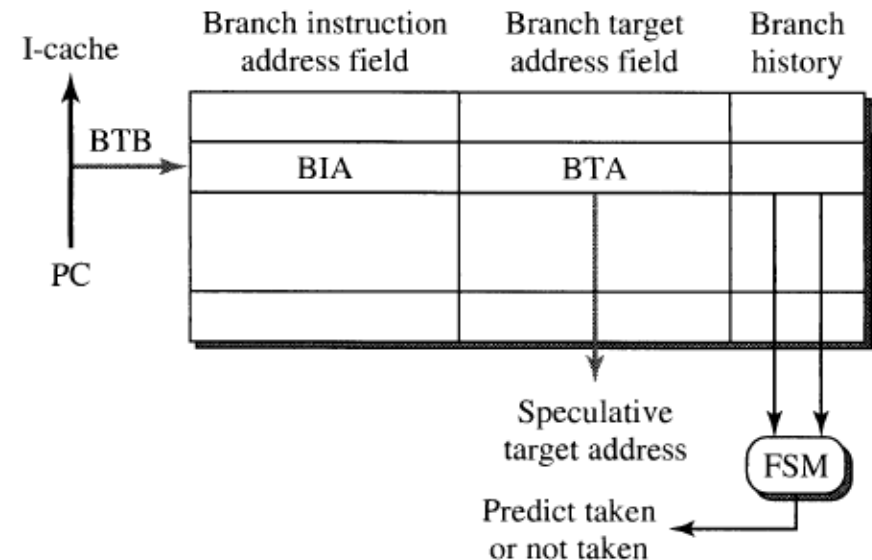 I-cache
Branch instruction
address field
Branch target
address field
Branch
history
BTB
BIA
BTA
PC
Speculative
target address
FSM
Predict taken
or not taken